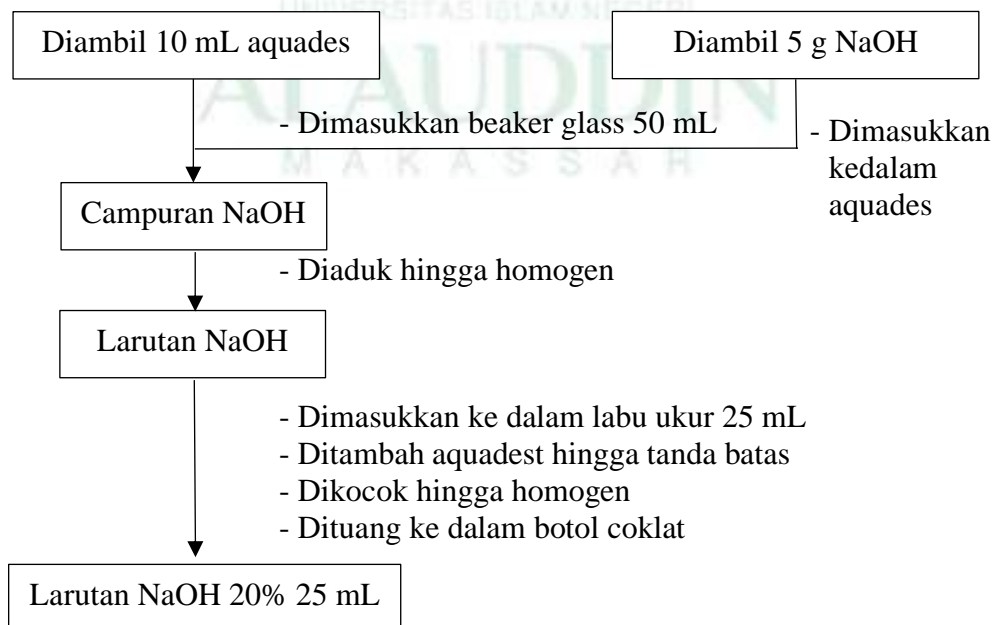 UNIVERSITAS ISLAM NEGERI
Diambil 10 mL aquades
Diambil 5 g NaOH
ALAUDDIN
- Dimasukkan beaker glass 50 mL
- Dimasukkan
kedalam
aquades
M A K A S S A R
Campuran NaOH
- Diaduk hingga homogen
Larutan NaOH
- Dimasukkan ke dalam labu ukur 25 mL
- Ditambah aquadest hingga tanda batas
- Dikocok hingga homogen
- Dituang ke dalam botol coklat
Larutan NaOH 20% 25 mL